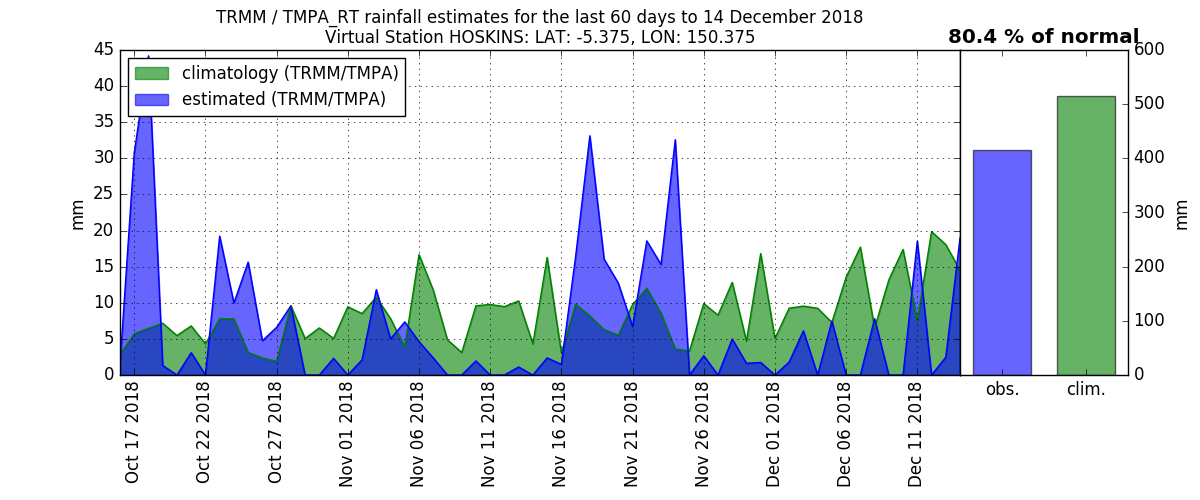 TRMM / TMPA_RT rainfall estimates for the last 60 days to 14 December 2018
Virtual Station HOSKINS: LAT: -5.375, LON: 150.375
80.4 % of normal
climatology (TRMM/TMPA)
estimated (TRMM/TMPA)
mm
45
40
35
30
25
20
15
10
5
0
Oct 17 2018
Oct 22 2018
Oct 27 2018
Nov 01 2018
Nov 06 2018
Nov 11 2018
Nov 16 2018
Nov 21 2018
Nov 26 2018
Dec 01 2018
Dec 06 2018
Dec 11 2018
600
500
400
300
200
100
0
mm
obs.
clim.